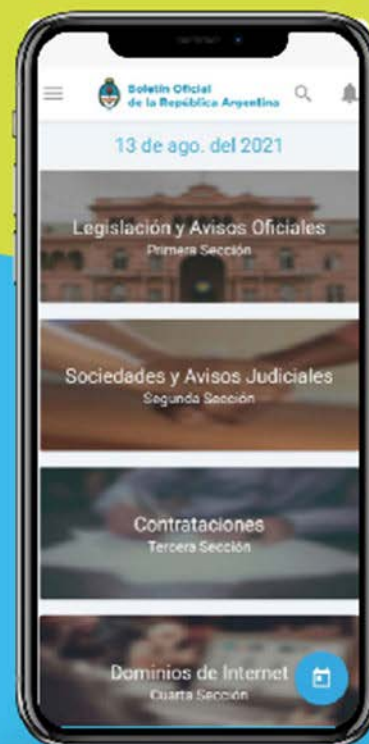 Boletín Oficial
de la República Argentina
13 de ago. del 2021
Legislación y Avisos Oficiales
Primera Sección
Sociedades y Avisos Judiciales
Segunda Sección
Contrataciones
Tercera Sección
Dominios de Internet
Cuarta Sección